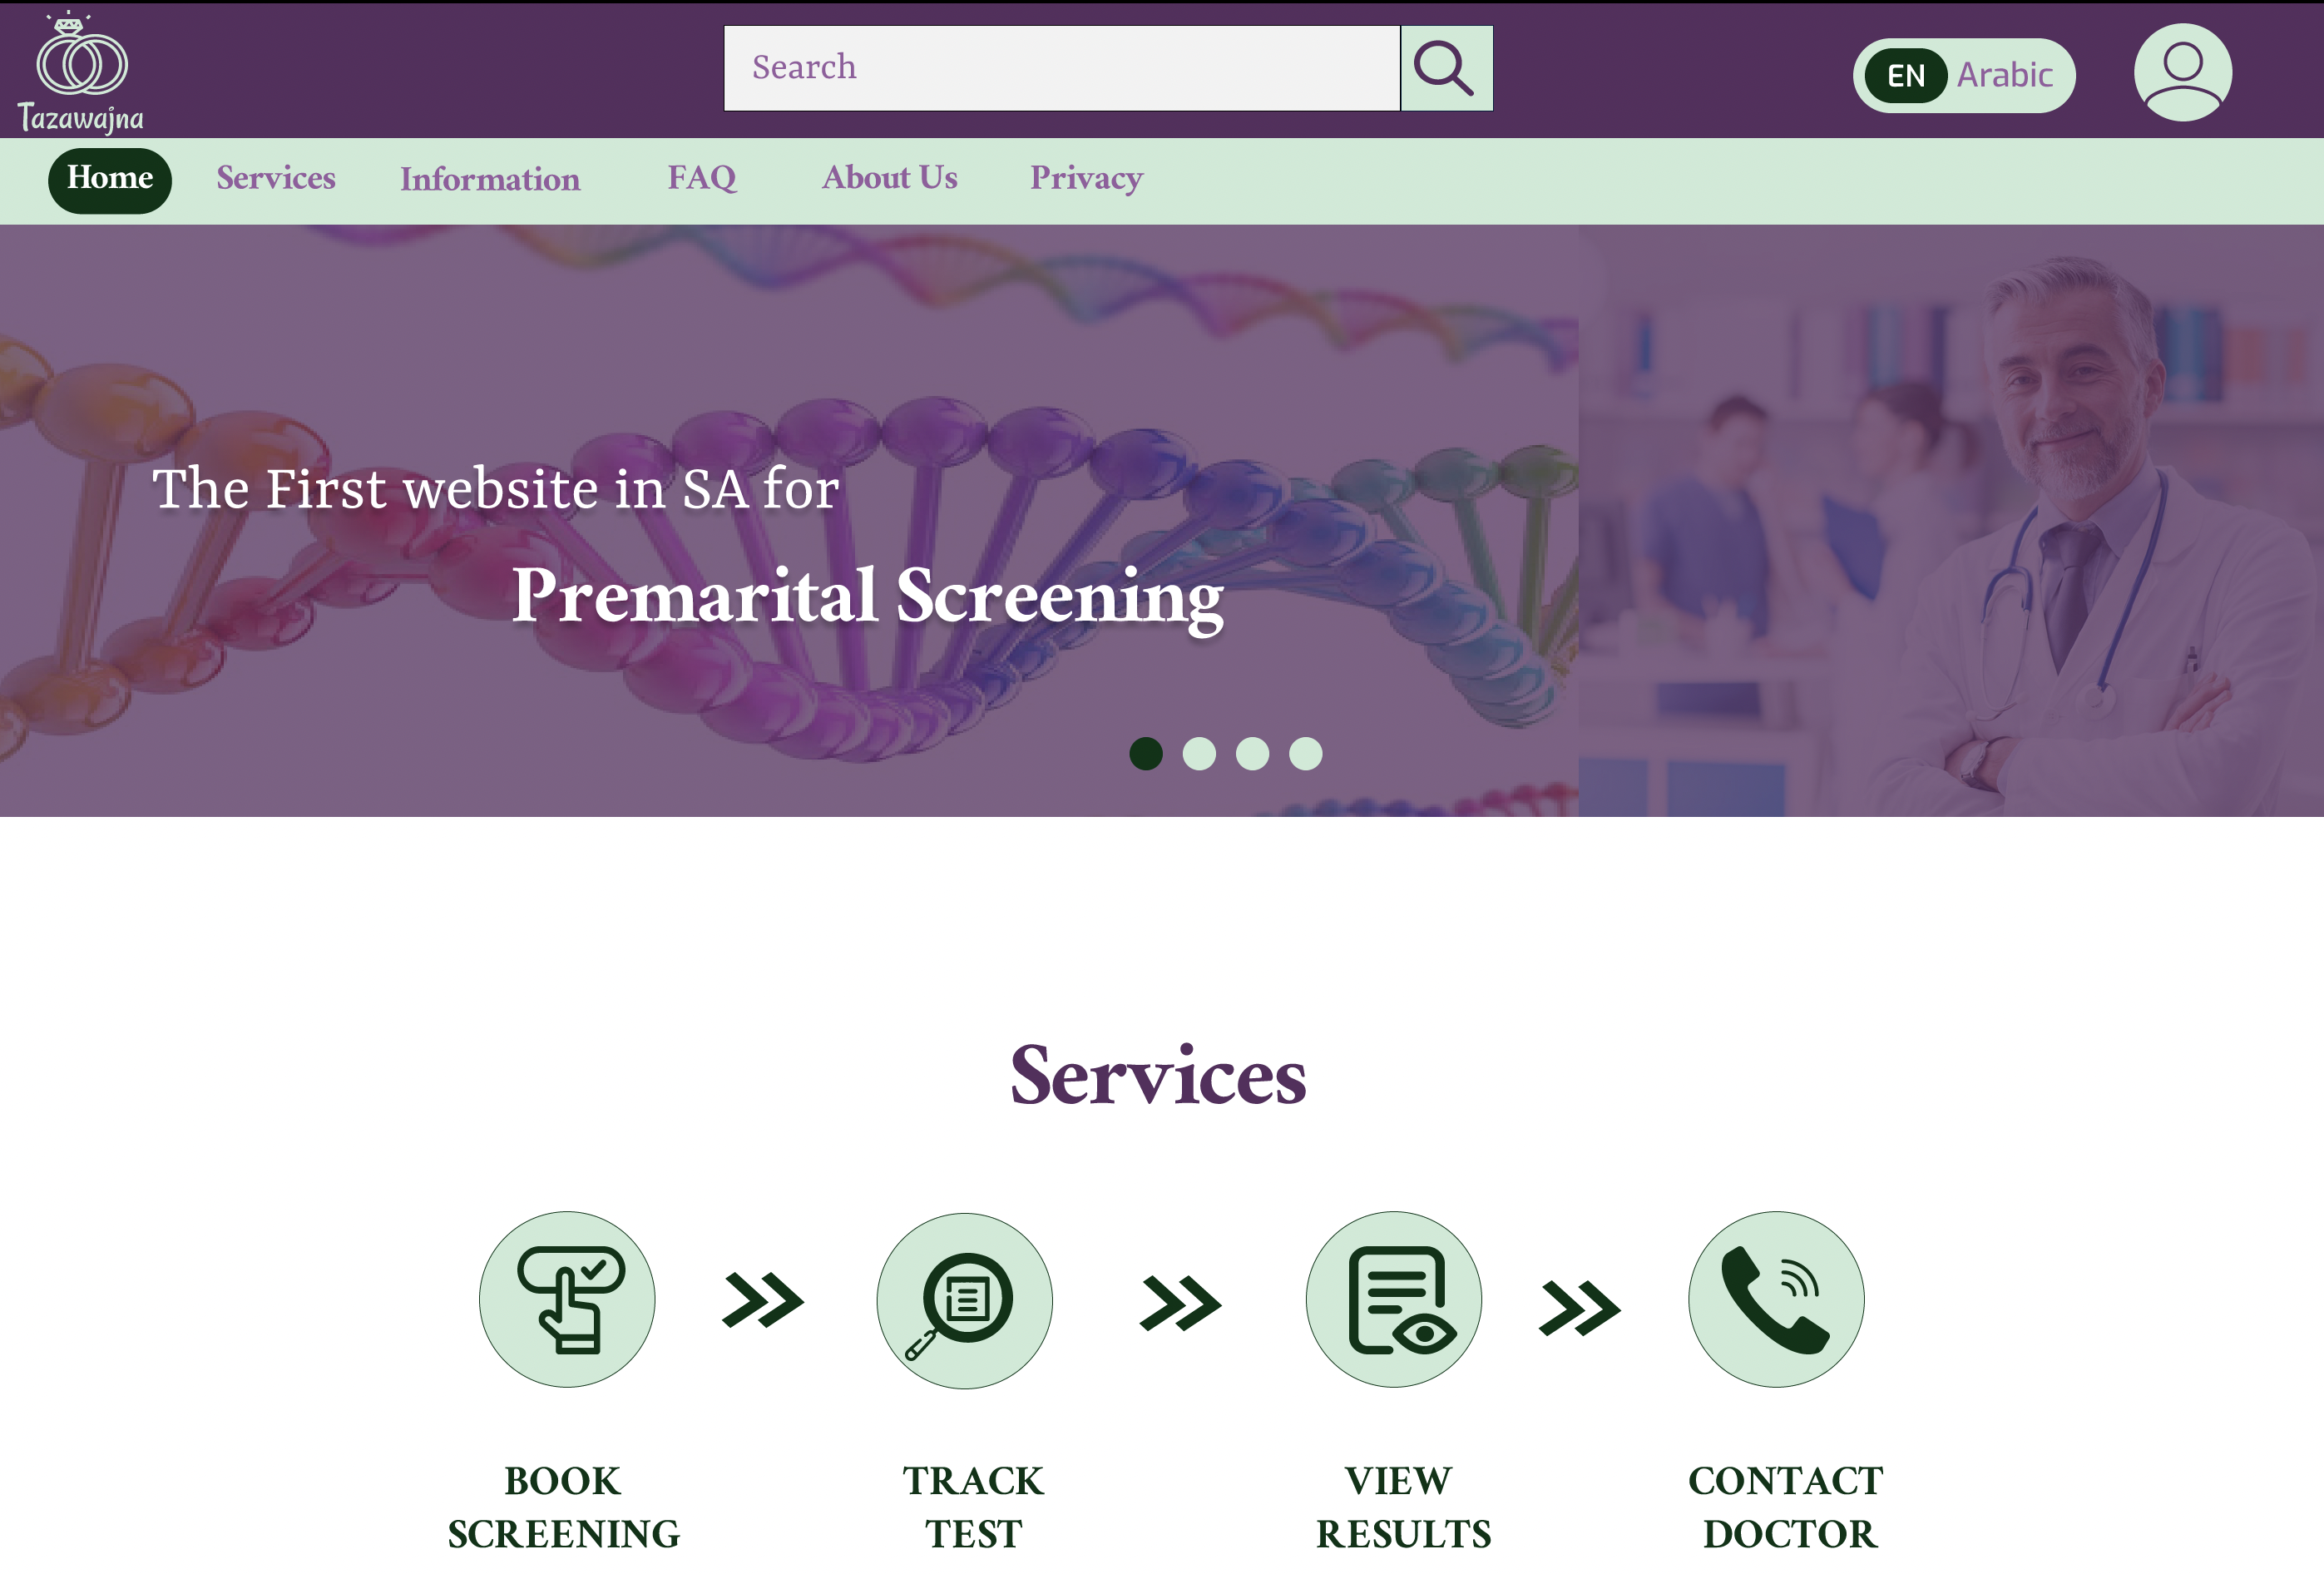 Tazawajna
Search
EN Arabic
Home Services Information FAQ About Us Privacy
The First website in SA for
Premarital Screening
Services
BOOK
SCREENING
TRACK
TEST
VIEW
RESULTS
CONTACT
DOCTOR